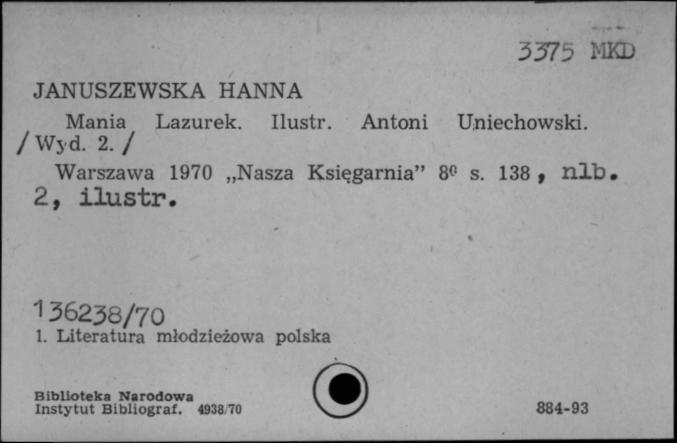 3375 MKD
JANUSZEWSKA HANNA
Mania Lazurek. Ilustr. Antoni Uniechowski.
/Wyd. 2./
Warszawa 1970 „Nasza Księgarnia” 8⁰ s. 138, nlb.
2, ilustr.
136238/70
1. Literatura młodzieżowa polska
Biblioteka Narodowa
Instytut Bibliograf. 4938/70
884-93